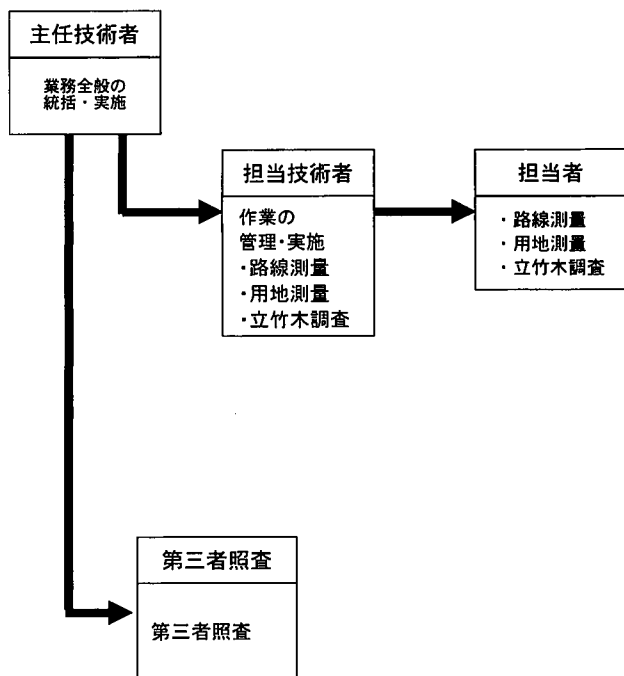 主任技術者
業務全般の
統括・実施
担当技術者
作業の
管理・実施
・路線測量
・用地測量
・立竹木調査
担当者
・路線測量
・用地測量
・立竹木調査
第三者照査
第三者照査